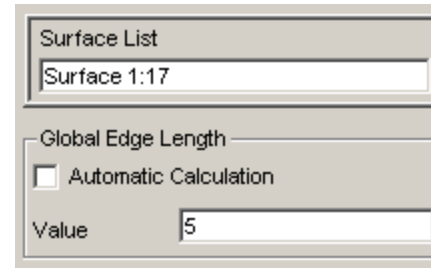 Surface List
Surface 1:17
Global Edge Length
Automatic Calculation
Value 5